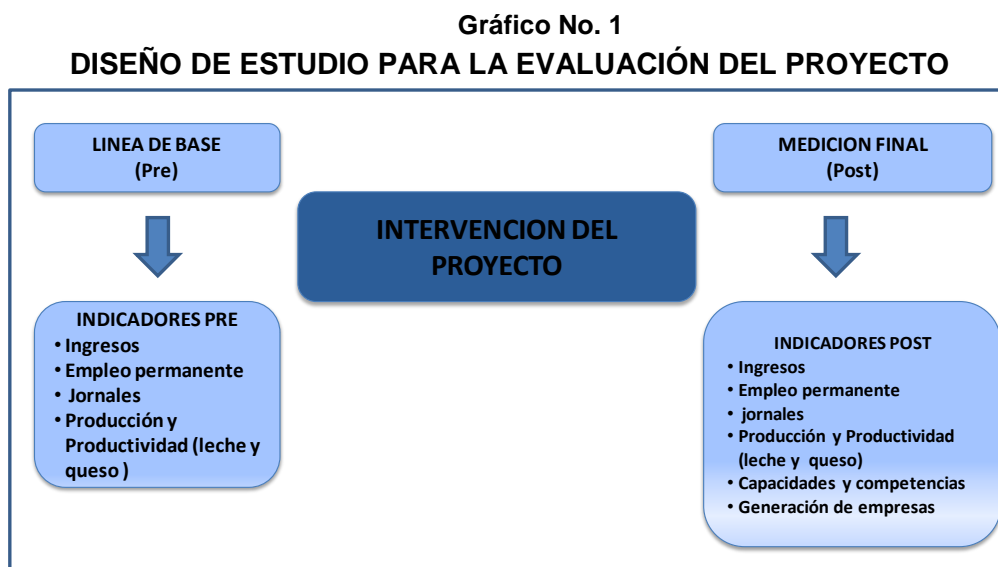 Gráfico No. 1
DISEÑO DE ESTUDIO PARA LA EVALUACIÓN DEL PROYECTO
LINEA DE BASE
(Pre)
INTERVENCION DEL
PROYECTO
MEDICION FINAL
(Post)
INDICADORES PRE
• Ingresos
• Empleo permanente
• Jornales
• Producción y
Productividad (leche y
queso )
INDICADORES POST
• Ingresos
• Empleo permanente
• jornales
• Producción y Productividad
(leche y queso)
• Capacidades y competencias
• Generación de empresas